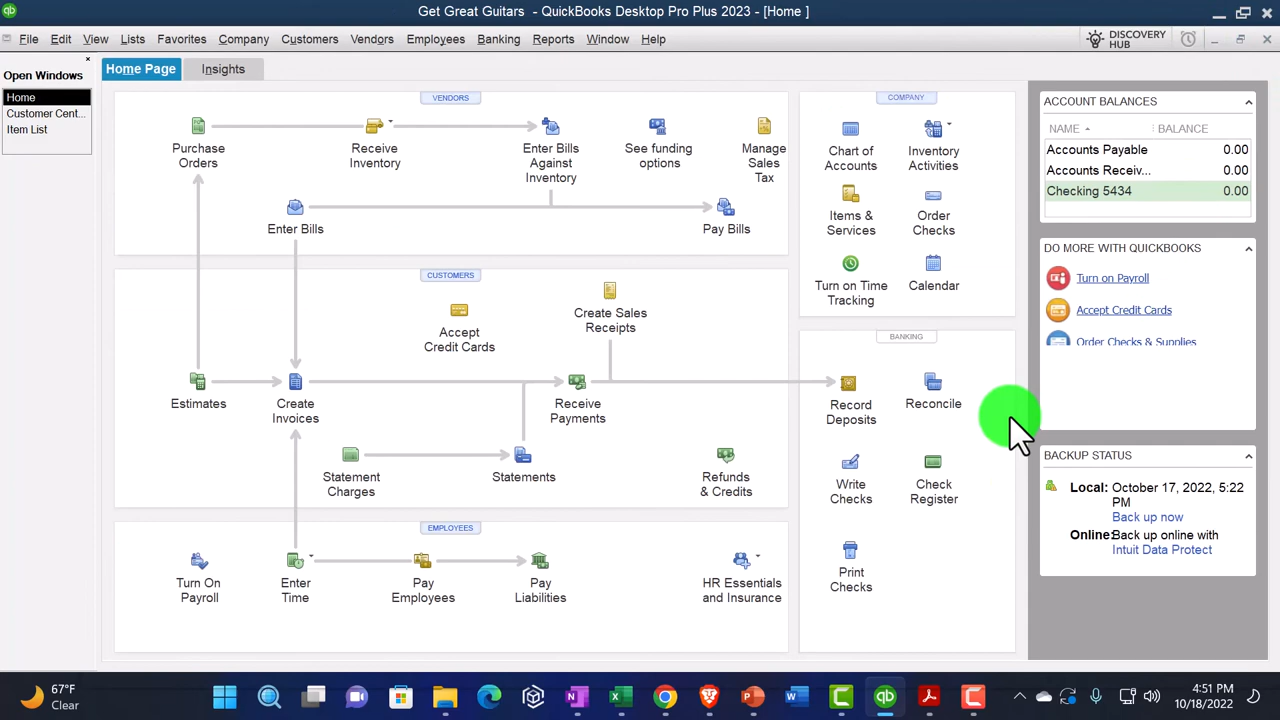 Get Great Guitars - QuickBooks Desktop Pro Plus 2023 - [Home ]
File Edit View Lists Favorites Company Customers Vendors Employees Banking Reports Window Help
DISCOVERY
HUB
Open Windows
Home
Customer Cent...
Item List
Home Page
Insights
VENDORS
Purchase
Orders
Receive
Inventory
Enter Bills
Against
Inventory
See funding
options
Manage
Sales
Tax
Enter Bills
Pay Bills
CUSTOMERS
Accept
Credit Cards
Create Sales
Receipts
Estimates
Create
Invoices
Receive
Payments
Statement
Charges
Statements
Refunds
& Credits
EMPLOYEES
Turn On
Payroll
Enter
Time
Pay
Employees
Pay
Liabilities
HR Essentials
and Insurance
COMPANY
Chart of
Accounts
Inventory
Activities
Items &
Services
Order
Checks
Turn on Time
Tracking
Calendar
BANKING
Record
Deposits
Reconcile
Write
Checks
Check
Register
Print
Checks
ACCOUNT BALANCES
NAME BALANCE
Accounts Payable 0.00
Accounts Receiv... 0.00
Checking 5434 0.00
DO MORE WITH QUICKBOOKS
Turn on Payroll
Accept Credit Cards
Order Checks & Supplies
BACKUP STATUS
Local: October 17, 2022, 5:22
PM
Back up now
Online: Back up online with
Intuit Data Protect
67°F
Clear
4:51 PM
10/18/2022